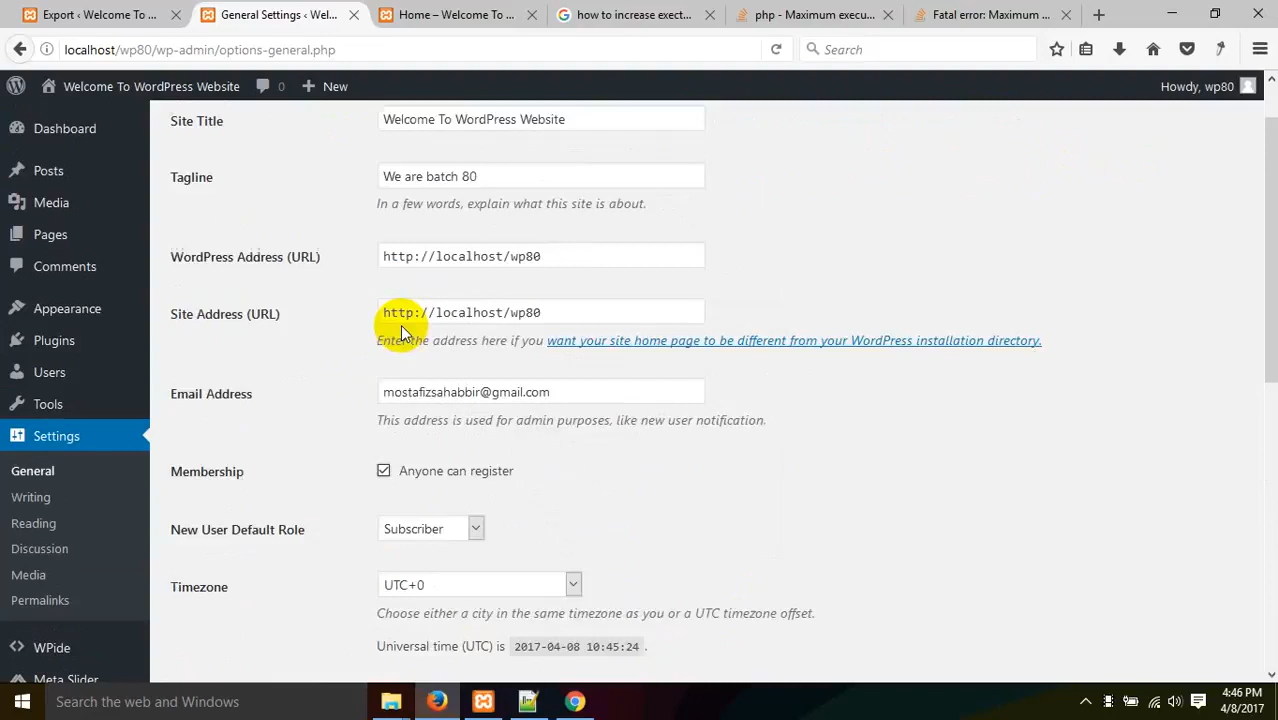 Export ‹ Welcome To W
General Settings ‹ Wel
Home – Welcome To W
how to increase exect
php - Maximum execu
Fatal error: Maximum
localhost/wp80/wp-admin/options-general.php
Search
Welcome To WordPress Website
0
New
Howdy, wp80
Dashboard
Posts
Media
Pages
Comments
Appearance
Plugins
Users
Tools
Settings
General
Writing
Reading
Discussion
Media
Permalinks
WPide
Meta Slider
Site Title
Welcome To WordPress Website
Tagline
We are batch 80
In a few words, explain what this site is about.
WordPress Address (URL)
http://localhost/wp80
Site Address (URL)
http://localhost/wp80
Enter the address here if you want your site home page to be different from your WordPress installation directory.
Email Address
mostafizsahabbir@gmail.com
This address is used for admin purposes, like new user notification.
Membership
Anyone can register
New User Default Role
Subscriber
Timezone
UTC+0
Choose either a city in the same timezone as you or a UTC timezone offset.
Universal time (UTC) is 2017-04-08 10:45:24 .
Search the web and Windows
4:46 PM
4/8/2017